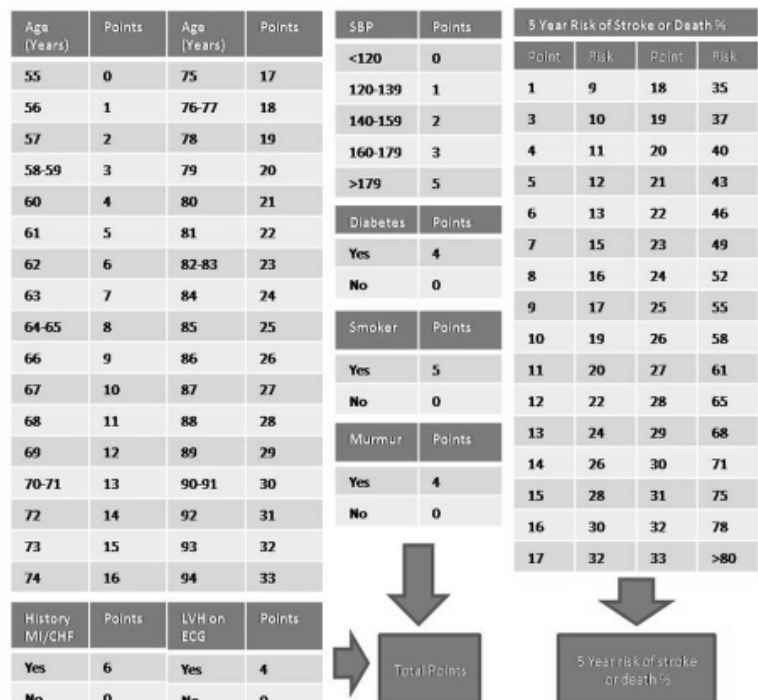 Age (Years) Points Age (Years) Points
55 0 75 17
56 1 76-77 18
57 2 78 19
58-59 3 79 20
60 4 80 21
61 5 81 22
62 6 82-83 23
63 7 84 24
64-65 8 85 25
66 9 86 26
67 10 87 27
68 11 88 28
69 12 89 29
70-71 13 90-91 30
72 14 92 31
73 15 93 32
74 16 94 33
History MI/CHF Points LVH on ECG Points
Yes 6 Yes 4
No 0 No 0
SBP Points
<120 0
120-139 1
140-159 2
160-179 3
>179 5
Diabetes Points
Yes 4
No 0
Smoker Points
Yes 5
No 0
Murmur Points
Yes 4
No 0
Total Points
5 Year Risk of Stroke or Death %
Point Risk Point Risk
1 9 18 35
3 10 19 37
4 11 20 40
5 12 21 43
6 13 22 46
7 15 23 49
8 16 24 52
9 17 25 55
10 19 26 58
11 20 27 61
12 22 28 65
13 24 29 68
14 26 30 71
15 28 31 75
16 30 32 78
17 32 33 >80
5 Year risk of stroke
or death %